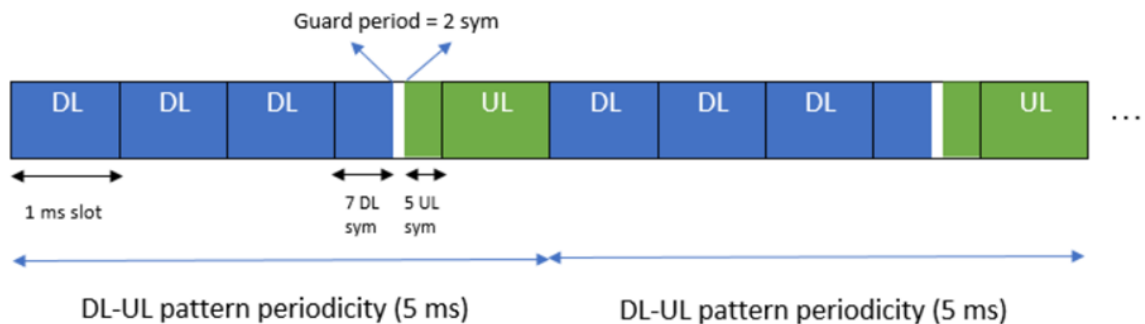 Guard period = 2 sym
DL DL DL UL DL DL DL UL ...
1 ms slot
7 DL
sym
5 UL
sym
DL-UL pattern periodicity (5 ms) DL-UL pattern periodicity (5 ms)